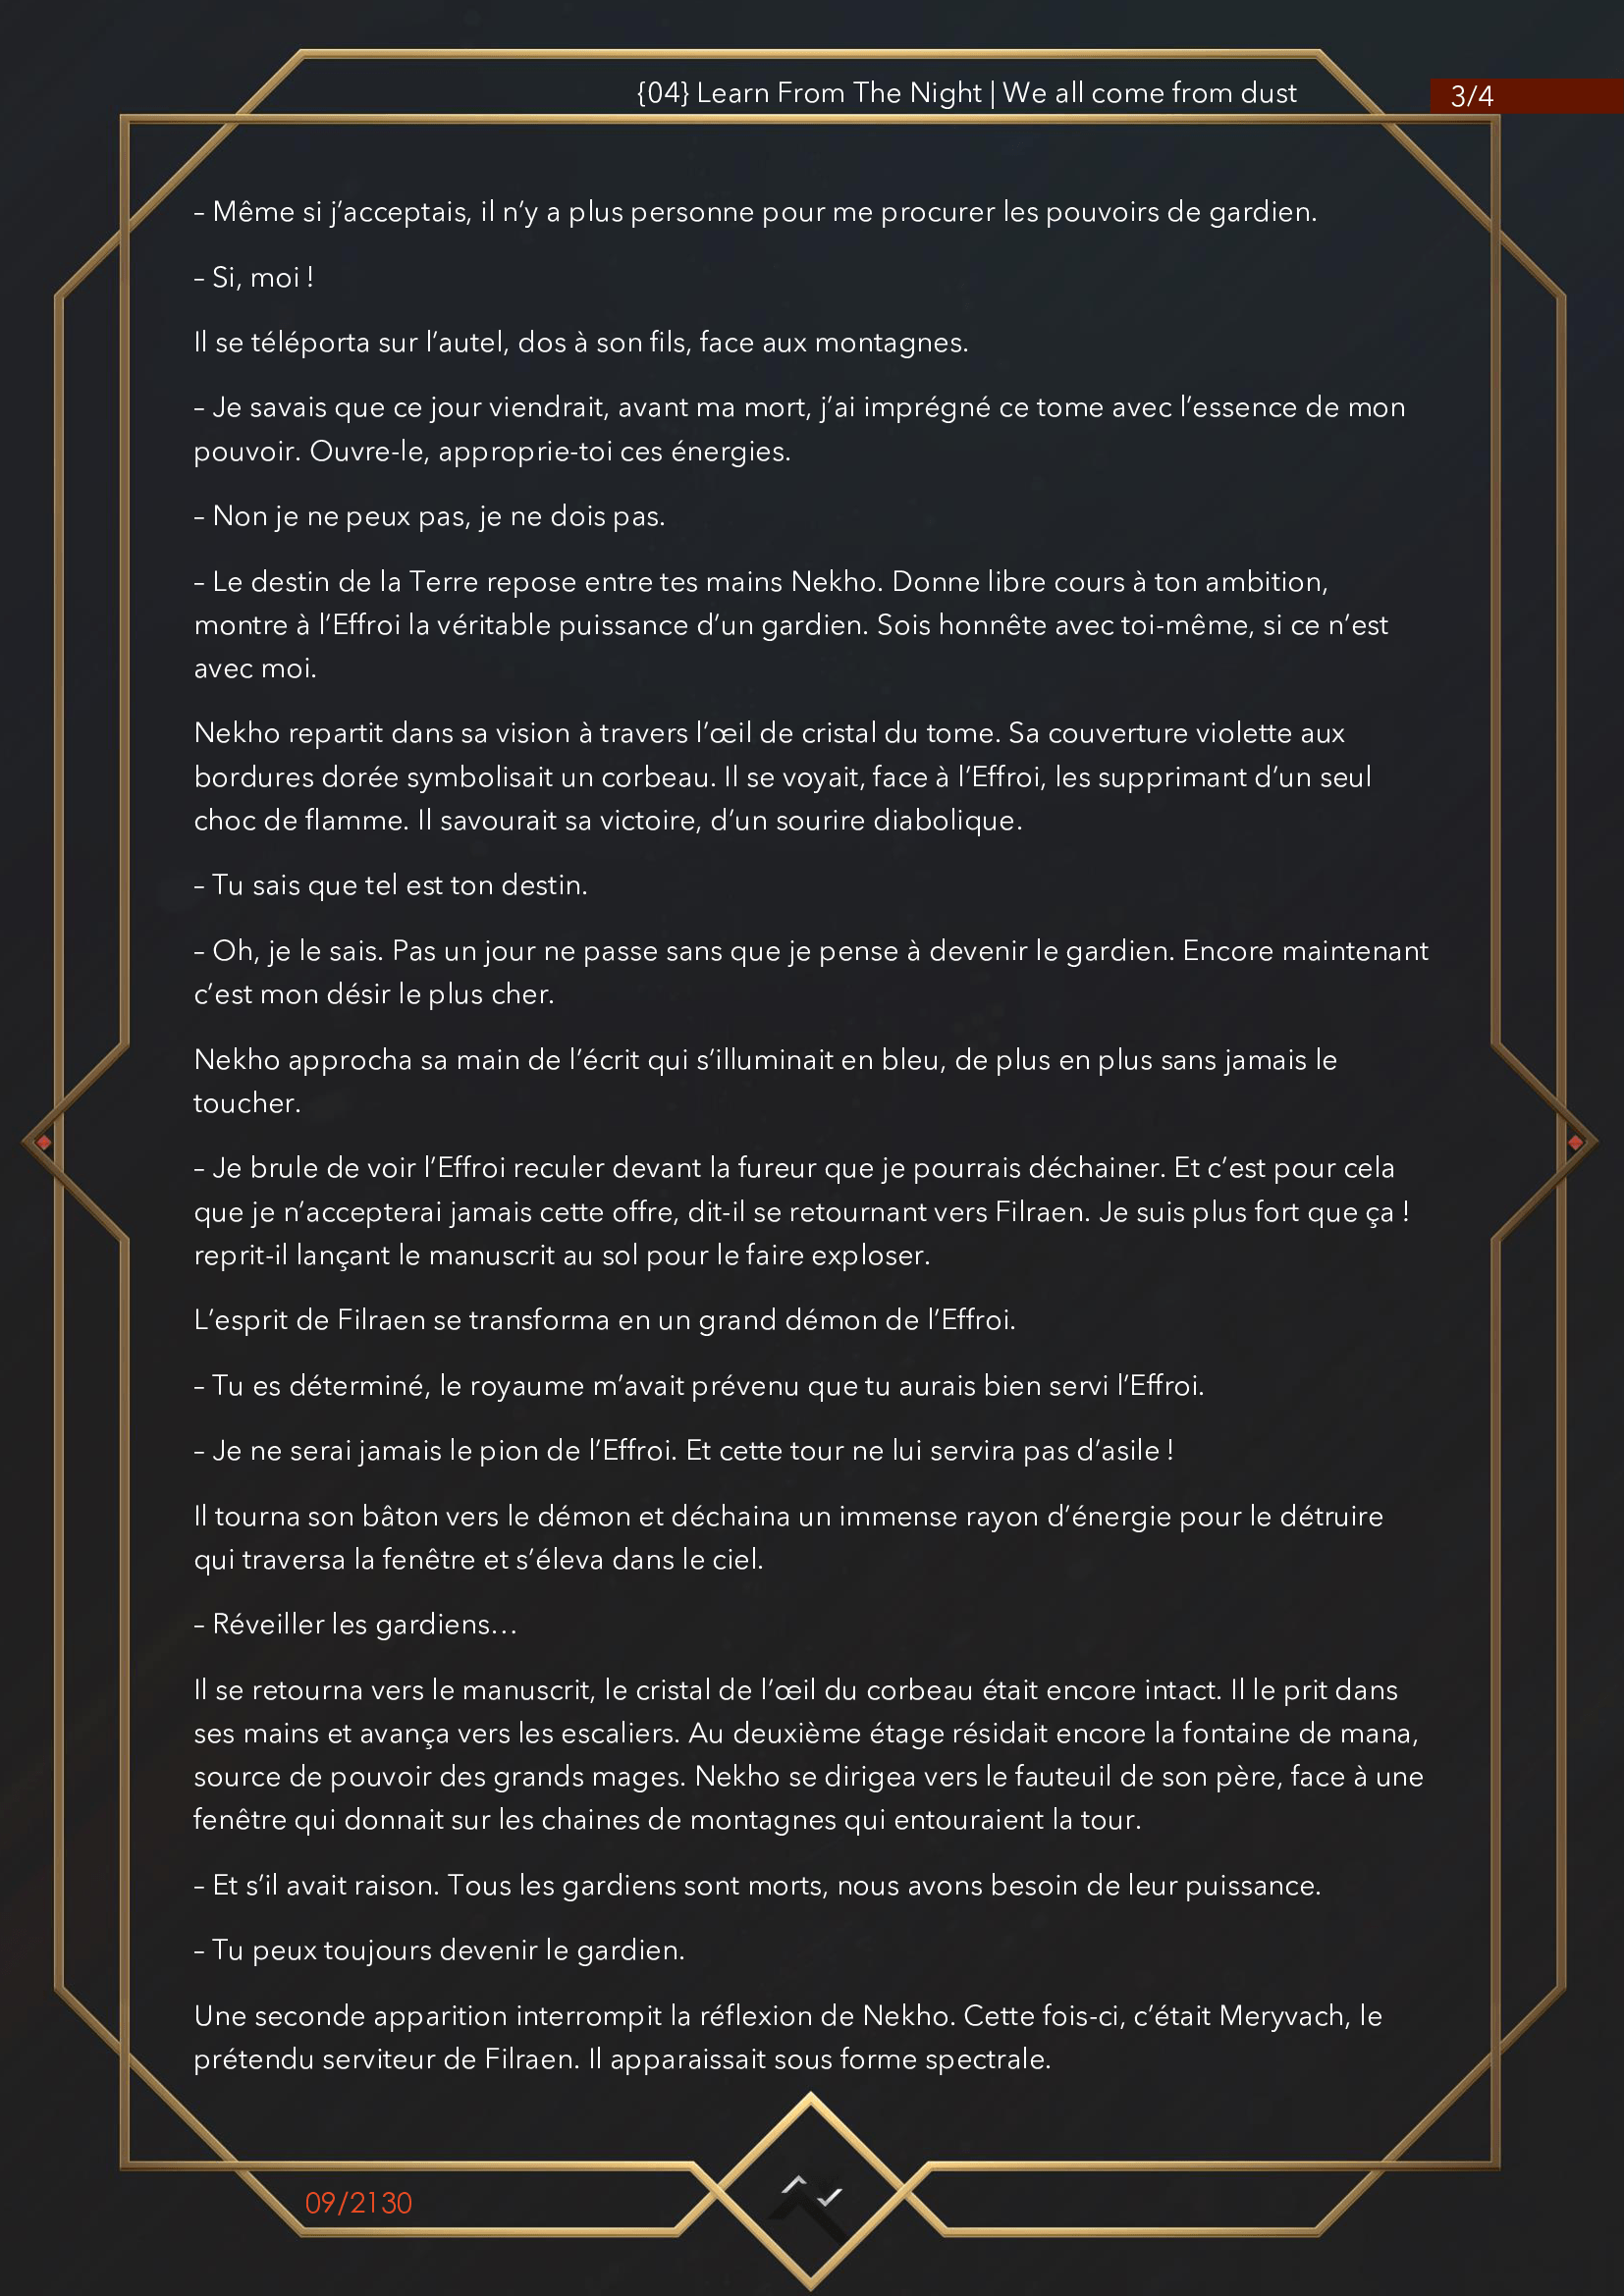 {04} Learn From The Night | We all come from dust
3/4
– Même si j’acceptais, il n’y a plus personne pour me procurer les pouvoirs de gardien.
– Si, moi !
Il se téléporta sur l’autel, dos à son fils, face aux montagnes.
– Je savais que ce jour viendrait, avant ma mort, j’ai imprégné ce tome avec l’essence de mon
pouvoir. Ouvre-le, approprie-toi ces énergies.
– Non je ne peux pas, je ne dois pas.
– Le destin de la Terre repose entre tes mains Nekho. Donne libre cours à ton ambition,
montre à l’Effroi la véritable puissance d’un gardien. Sois honnête avec toi-même, si ce n’est
avec moi.
Nekho repartit dans sa vision à travers l’œil de cristal du tome. Sa couverture violette aux
bordures dorée symbolisait un corbeau. Il se voyait, face à l’Effroi, les supprimant d’un seul
choc de flamme. Il savourait sa victoire, d’un sourire diabolique.
– Tu sais que tel est ton destin.
– Oh, je le sais. Pas un jour ne passe sans que je pense à devenir le gardien. Encore maintenant
c’est mon désir le plus cher.
Nekho approcha sa main de l’écrit qui s’illuminait en bleu, de plus en plus sans jamais le
toucher.
– Je brule de voir l’Effroi reculer devant la fureur que je pourrais déchainer. Et c’est pour cela
que je n’accepterai jamais cette offre, dit-il se retournant vers Filraen. Je suis plus fort que ça !
reprit-il lançant le manuscrit au sol pour le faire exploser.
L’esprit de Filraen se transforma en un grand démon de l’Effroi.
– Tu es déterminé, le royaume m’avait prévenu que tu aurais bien servi l’Effroi.
– Je ne serai jamais le pion de l’Effroi. Et cette tour ne lui servira pas d’asile !
Il tourna son bâton vers le démon et déchaina un immense rayon d’énergie pour le détruire
qui traversa la fenêtre et s’éleva dans le ciel.
– Réveiller les gardiens…
Il se retourna vers le manuscrit, le cristal de l’œil du corbeau était encore intact. Il le prit dans
ses mains et avança vers les escaliers. Au deuxième étage résidait encore la fontaine de mana,
source de pouvoir des grands mages. Nekho se dirigea vers le fauteuil de son père, face à une
fenêtre qui donnait sur les chaines de montagnes qui entouraient la tour.
– Et s’il avait raison. Tous les gardiens sont morts, nous avons besoin de leur puissance.
– Tu peux toujours devenir le gardien.
Une seconde apparition interrompit la réflexion de Nekho. Cette fois-ci, c’était Meryvach, le
prétendu serviteur de Filraen. Il apparaissait sous forme spectrale.
09/2130